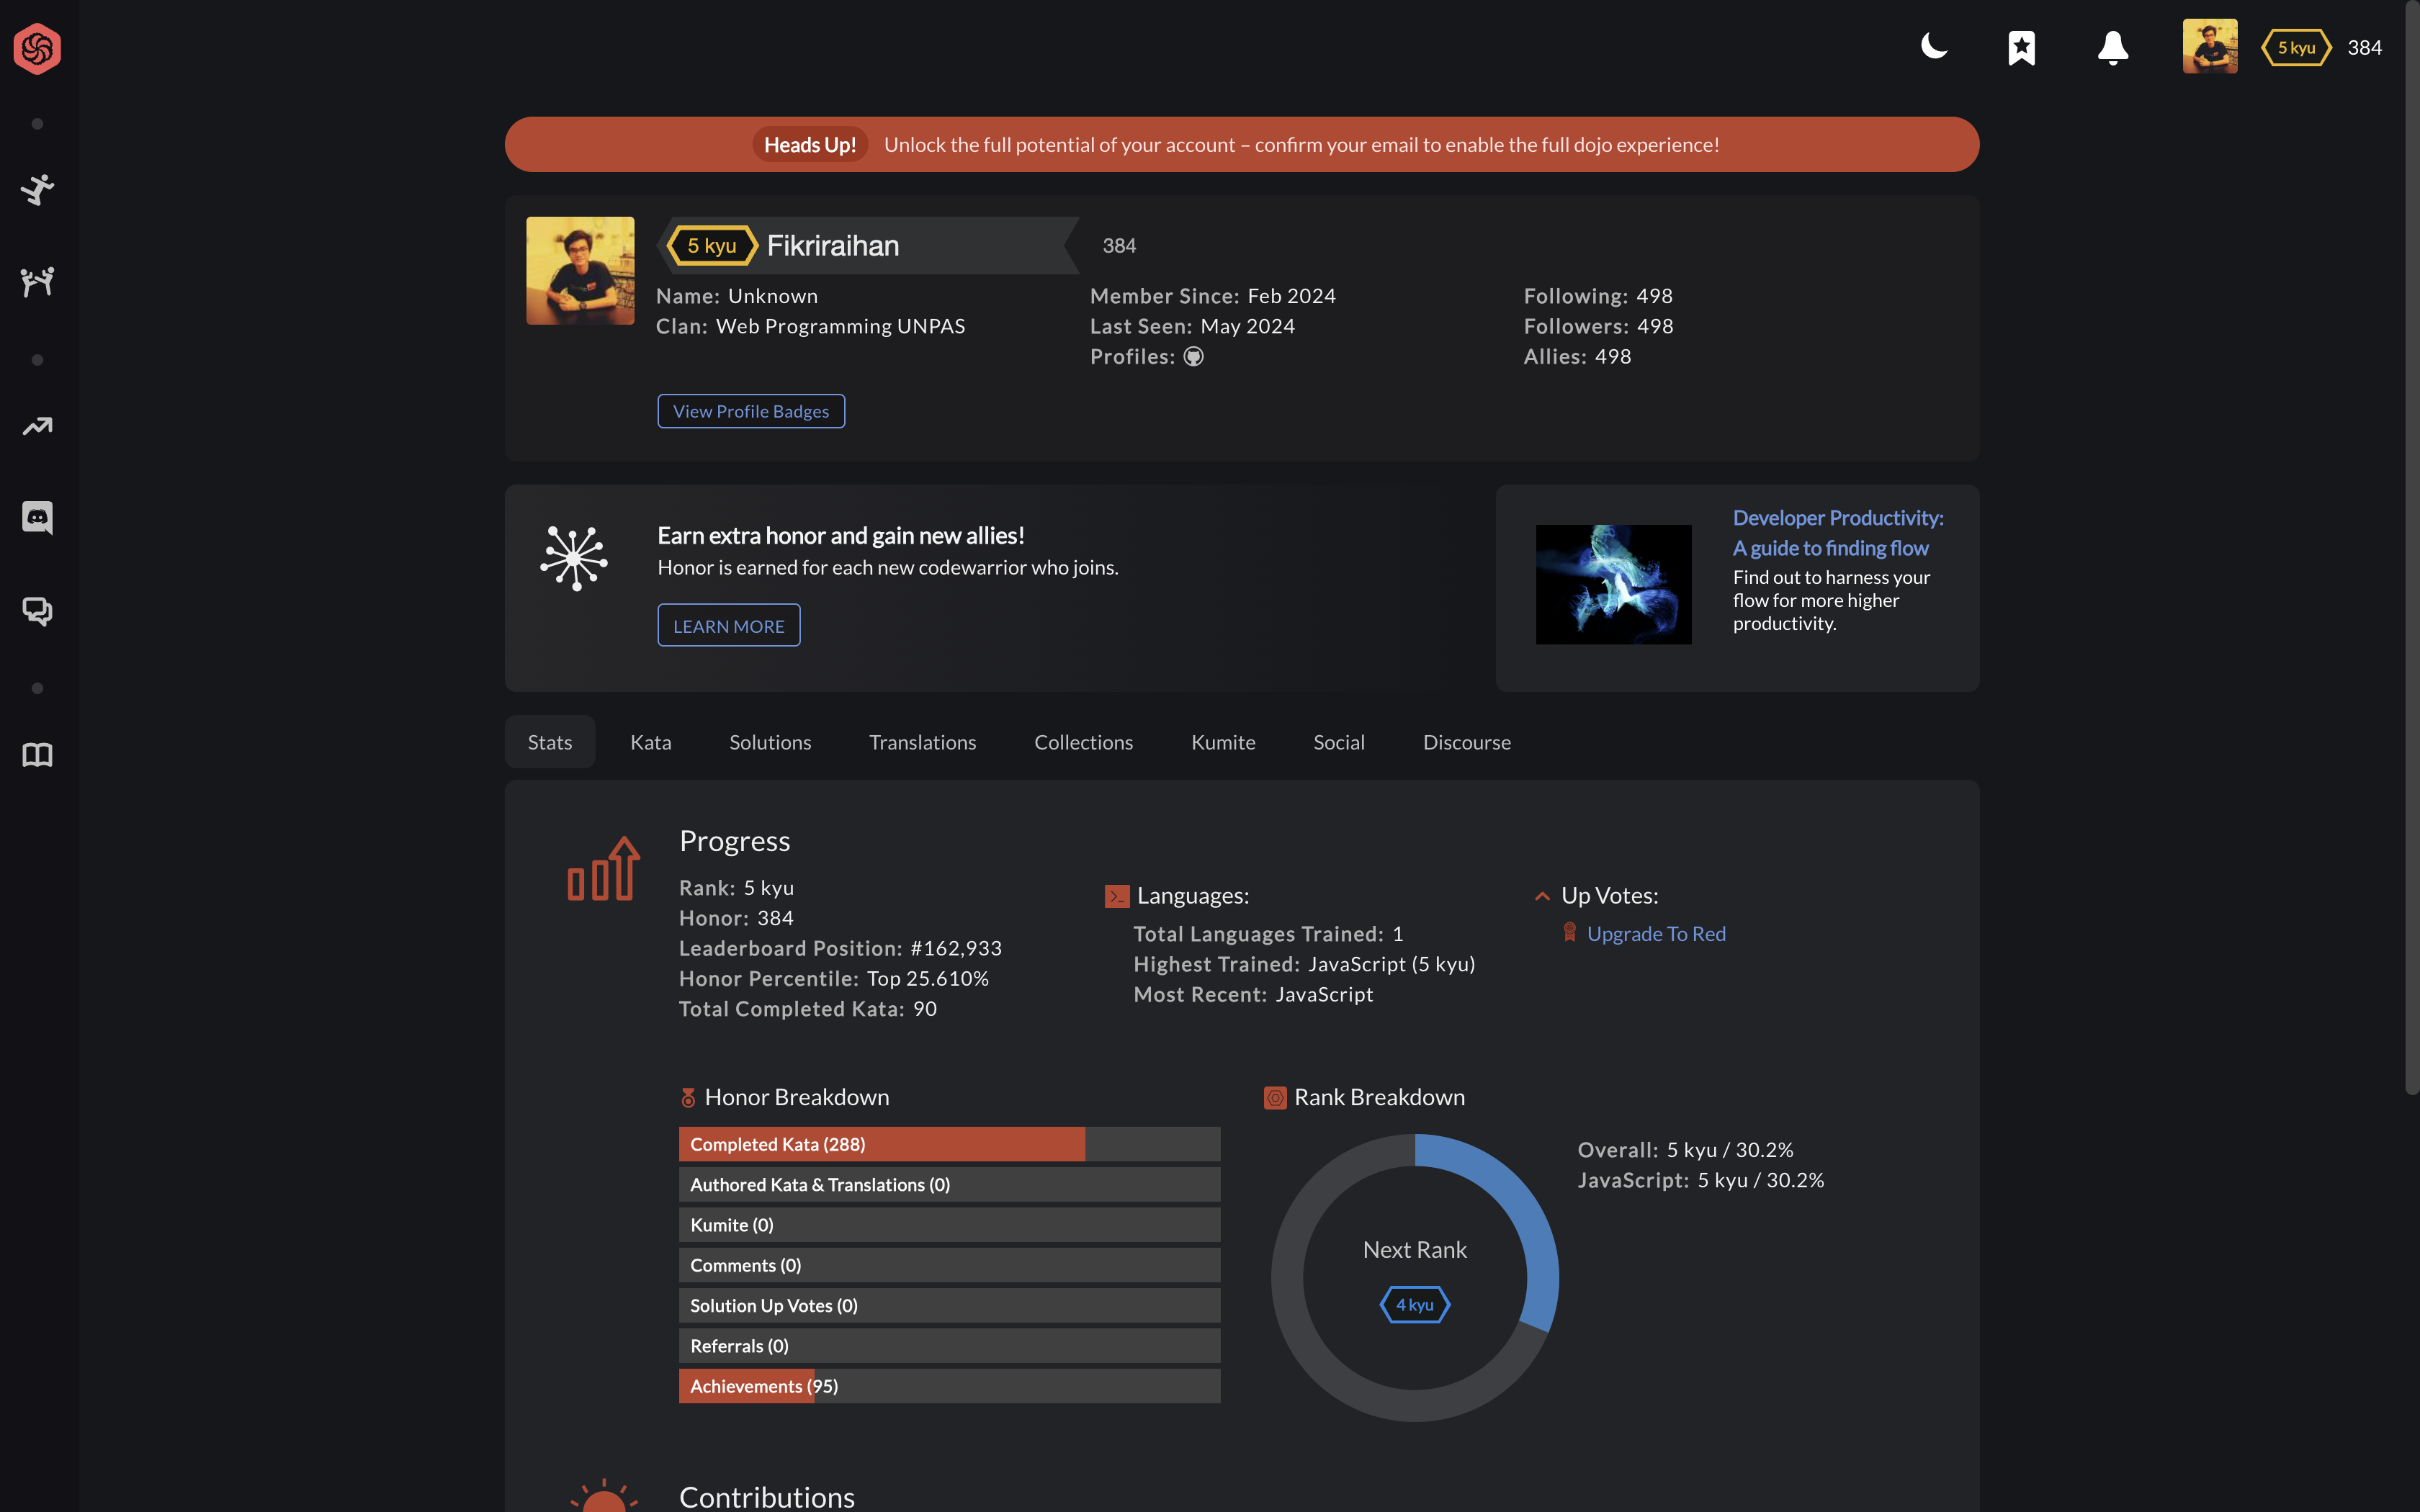 5 kyu 384
Heads Up! Unlock the full potential of your account – confirm your email to enable the full dojo experience!
5 kyu Fikriraihan 384
Name: Unknown
Clan: Web Programming UNPAS
Member Since: Feb 2024
Last Seen: May 2024
Profiles:
Following: 498
Followers: 498
Allies: 498
View Profile Badges
Earn extra honor and gain new allies!
Honor is earned for each new codewarrior who joins.
LEARN MORE
Developer Productivity:
A guide to finding flow
Find out to harness your
flow for more higher
productivity.
Stats Kata Solutions Translations Collections Kumite Social Discourse
Progress
Rank: 5 kyu
Honor: 384
Leaderboard Position: #162,933
Honor Percentile: Top 25.610%
Total Completed Kata: 90
Languages:
Total Languages Trained: 1
Highest Trained: JavaScript (5 kyu)
Most Recent: JavaScript
Up Votes:
Upgrade To Red
Honor Breakdown
Completed Kata (288)
Authored Kata & Translations (0)
Kumite (0)
Comments (0)
Solution Up Votes (0)
Referrals (0)
Achievements (95)
Rank Breakdown
Next Rank
4 kyu
Overall: 5 kyu / 30.2%
JavaScript: 5 kyu / 30.2%
Contributions